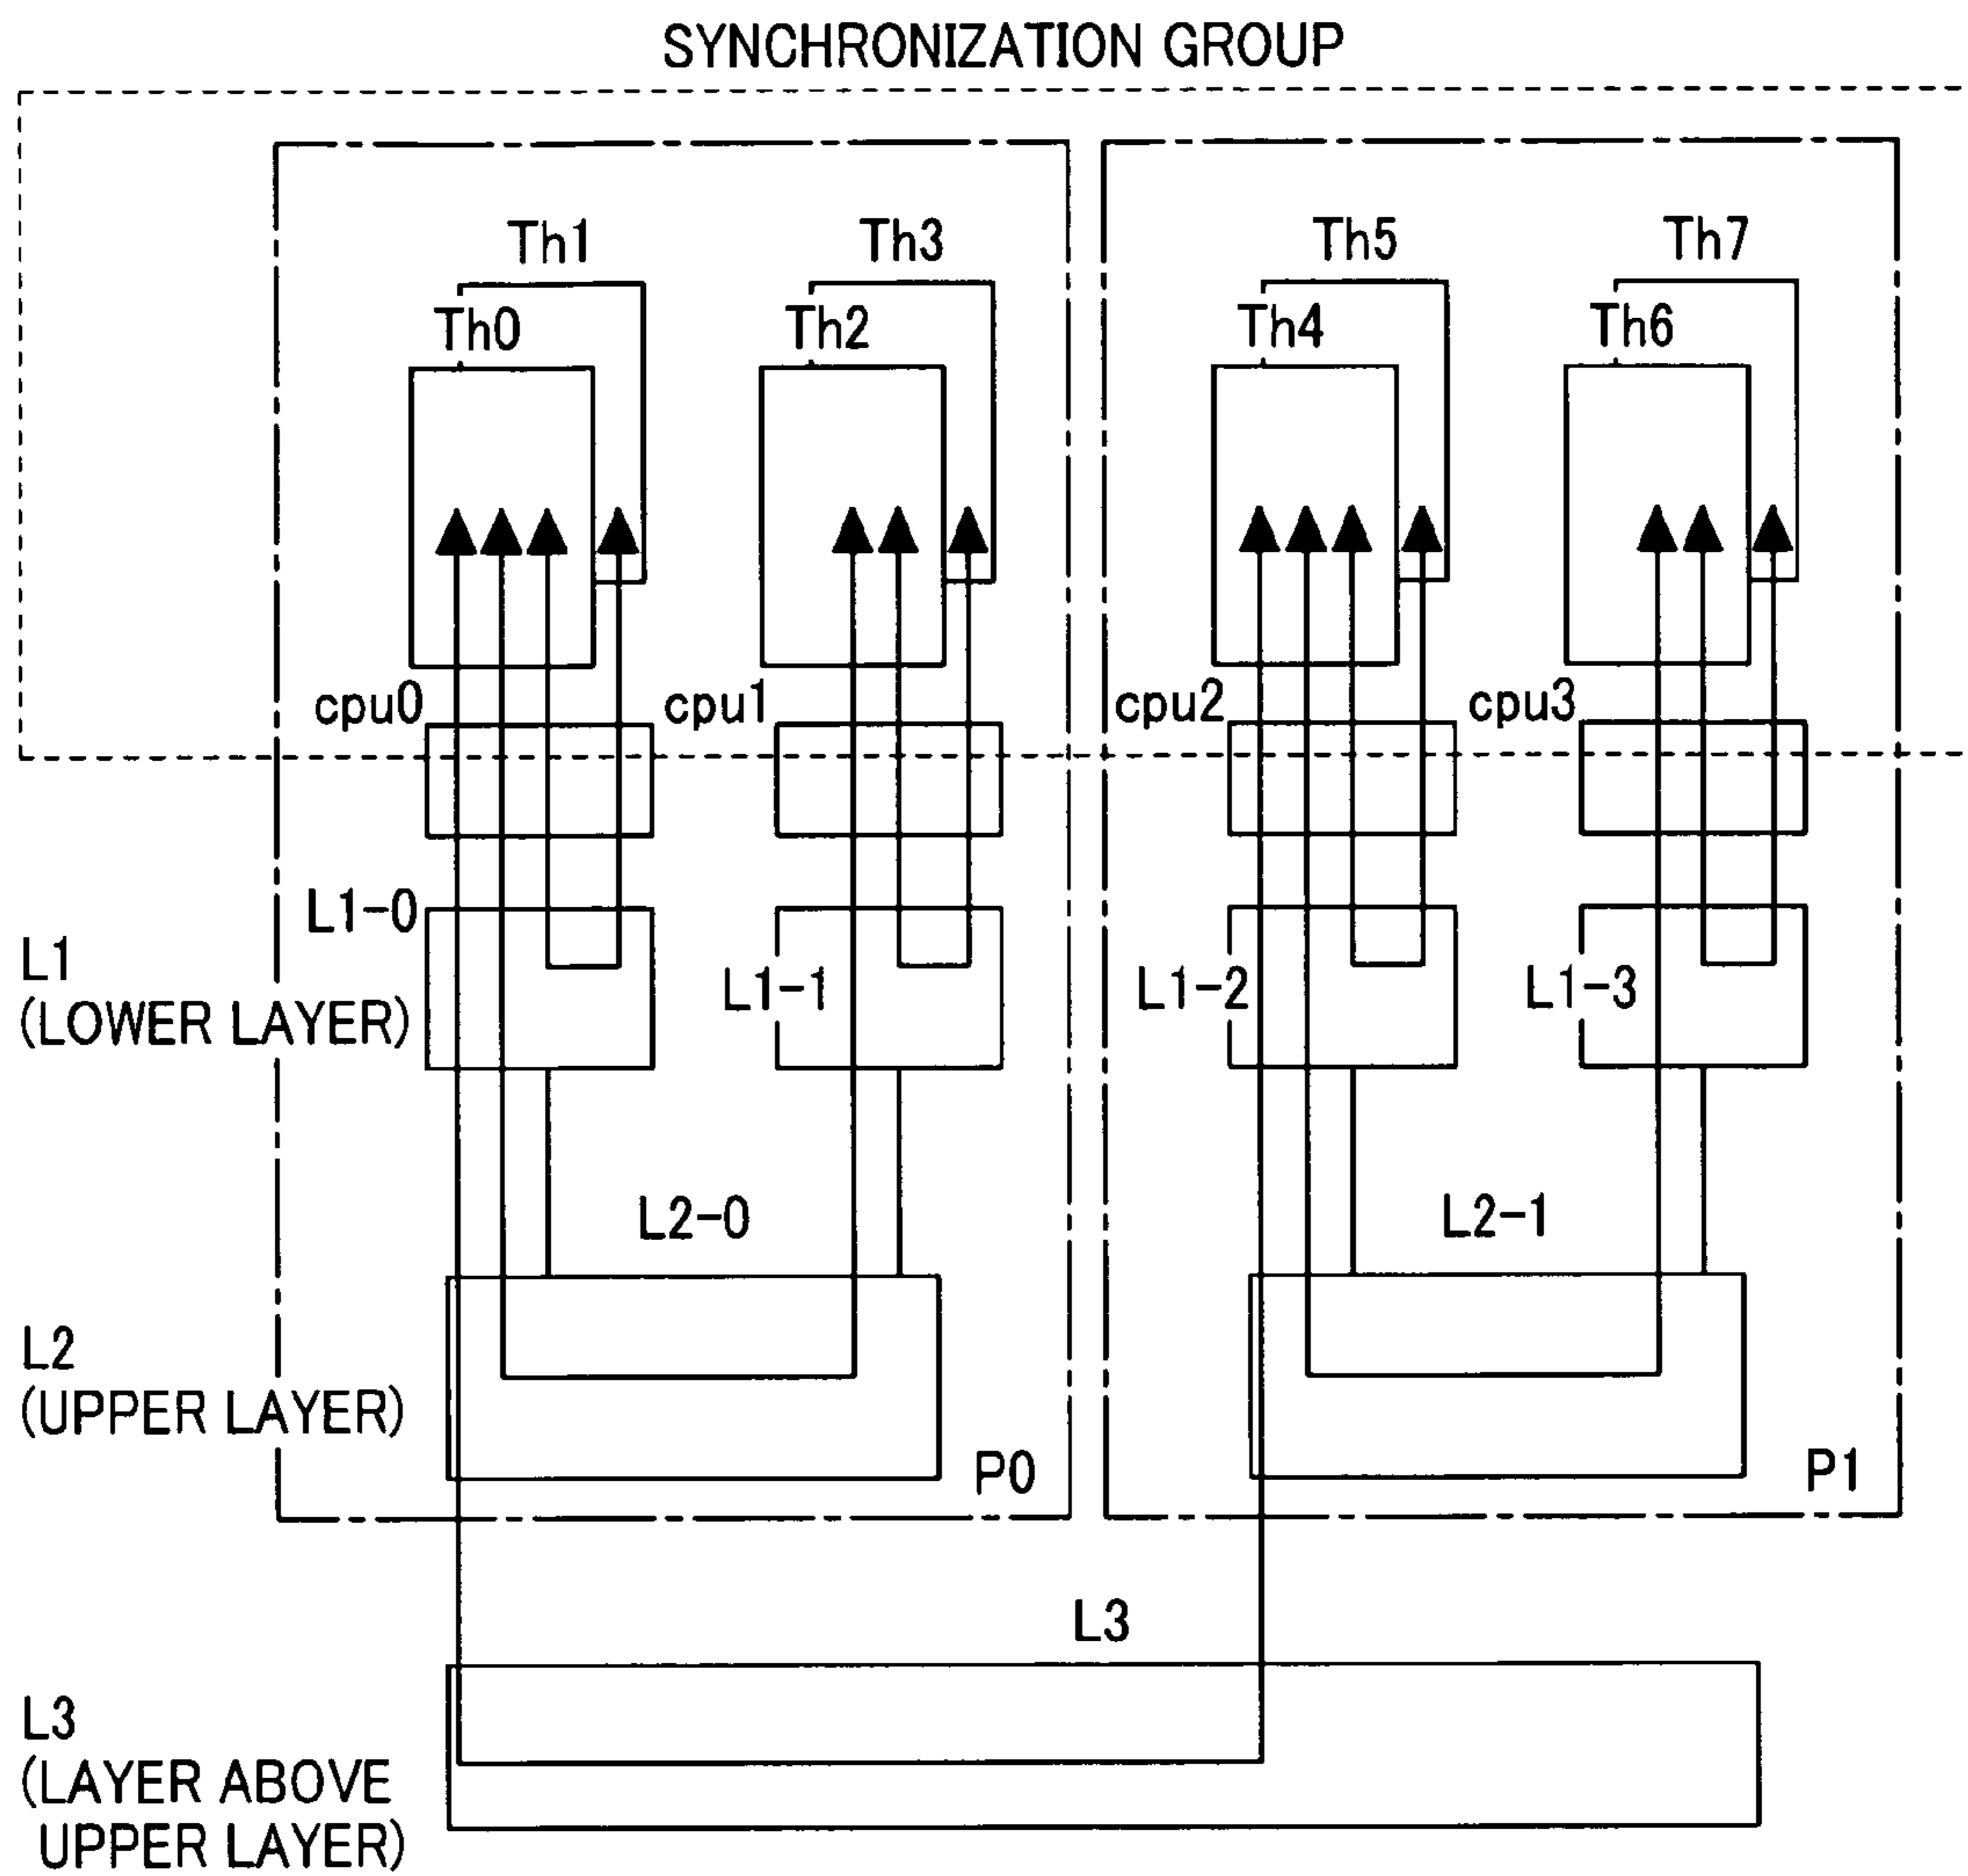 SYNCHRONIZATION GROUP
Th1
Th3
Th5
Th7
Th0
Th2
Th4
Th6
cpu0
cpu1
cpu2
cpu3
L1-0
L1
(LOWER LAYER)
L1-1
L1-2
L1-3
L2-0
L2-1
L2
(UPPER LAYER)
P0
P1
L3
L3
(LAYER ABOVE
UPPER LAYER)